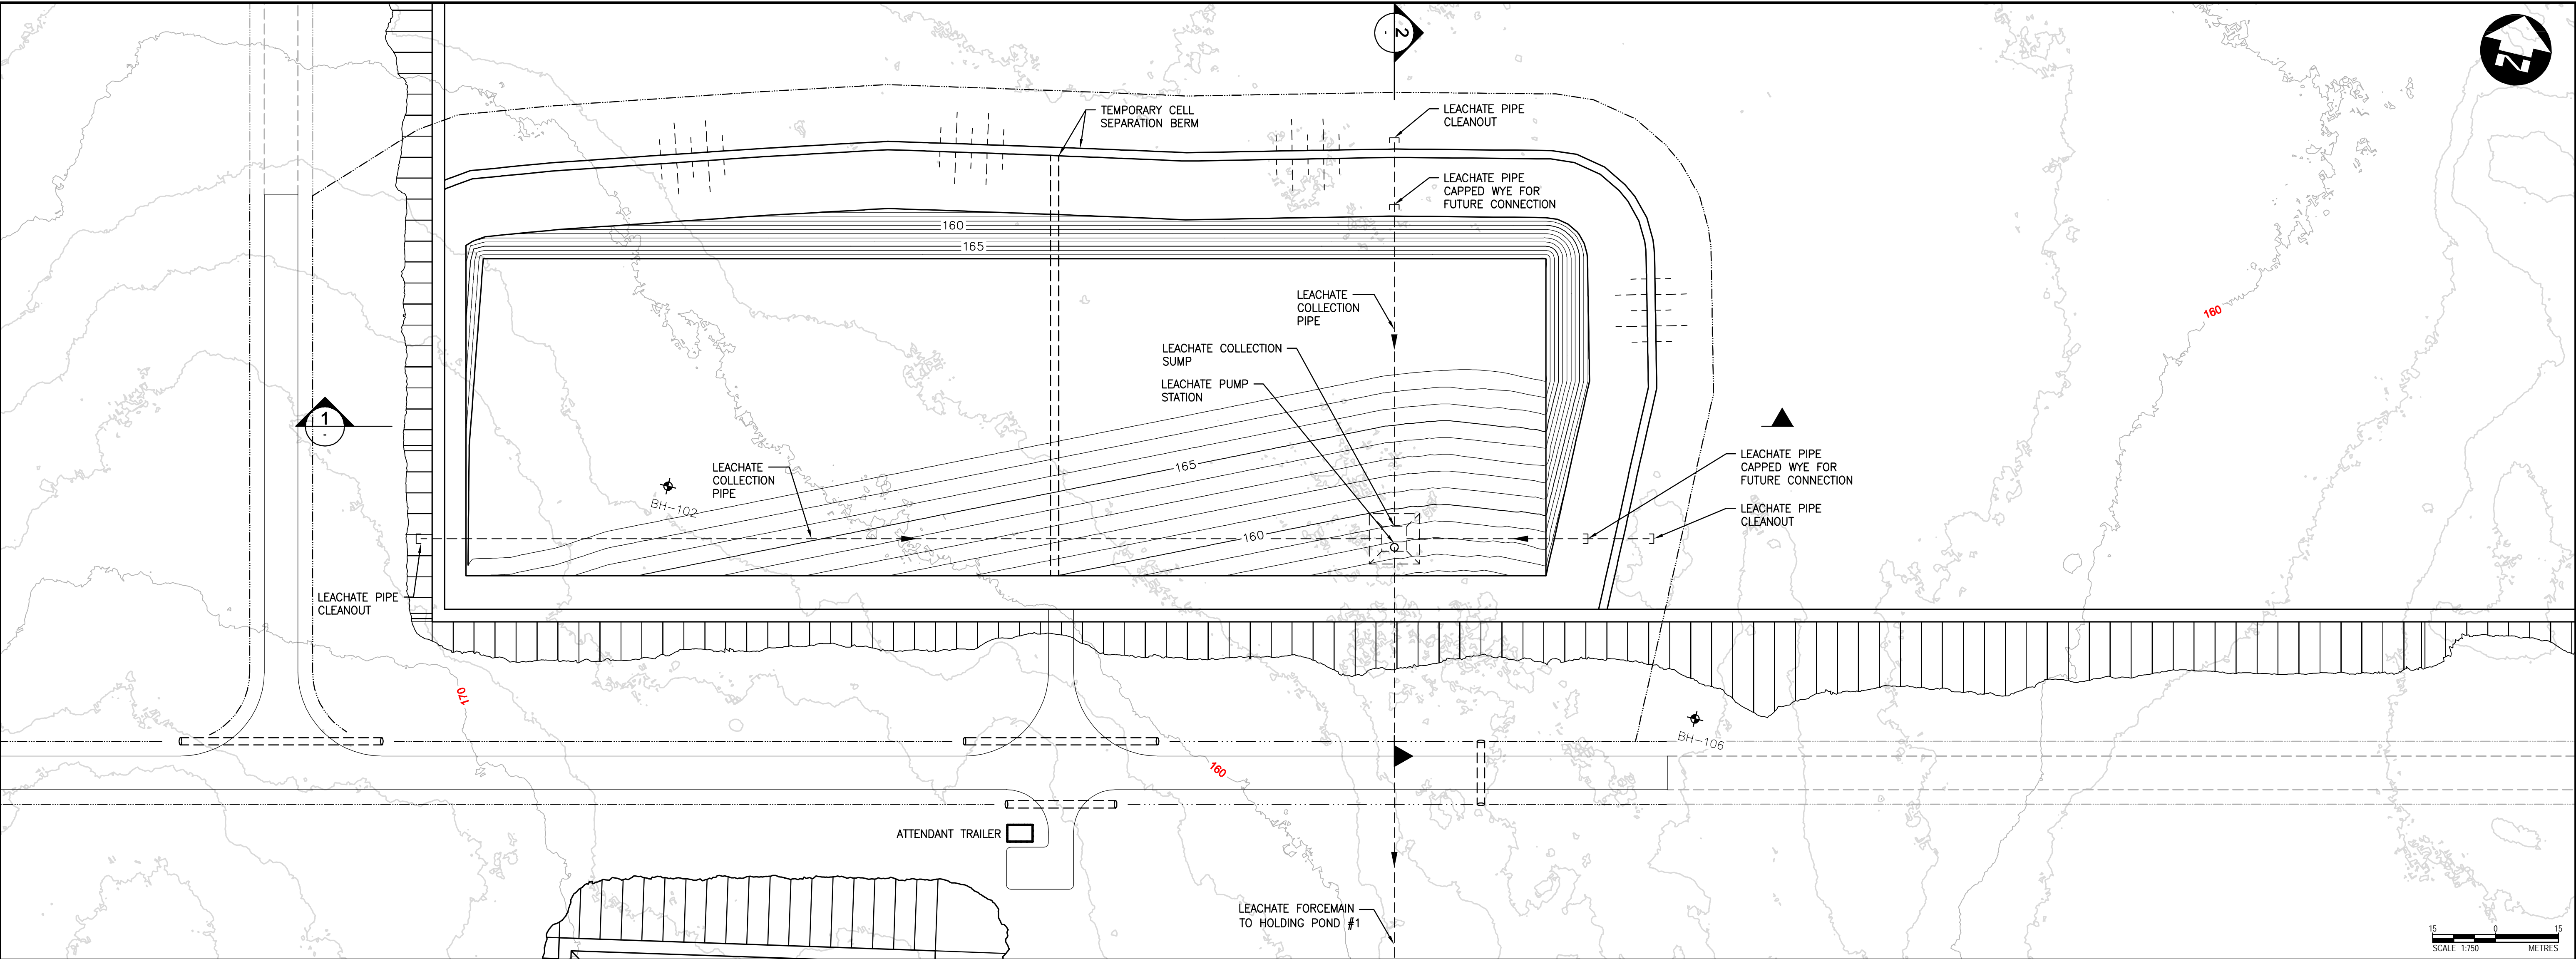 2
-
N
TEMPORARY CELL
SEPARATION BERM
LEACHATE PIPE
CLEANOUT
LEACHATE PIPE
CAPPED WYE FOR
FUTURE CONNECTION
160
165
LEACHATE
COLLECTION
PIPE
160
LEACHATE COLLECTION
SUMP
LEACHATE PUMP
STATION
1
-
LEACHATE
COLLECTION
PIPE
165
BH-102
160
LEACHATE PIPE
CAPPED WYE FOR
FUTURE CONNECTION
LEACHATE PIPE
CLEANOUT
LEACHATE PIPE
CLEANOUT
170
BH-106
160
ATTENDANT TRAILER
LEACHATE FORCEMAIN
TO HOLDING POND #1
15 0 15
SCALE 1:750 METRES